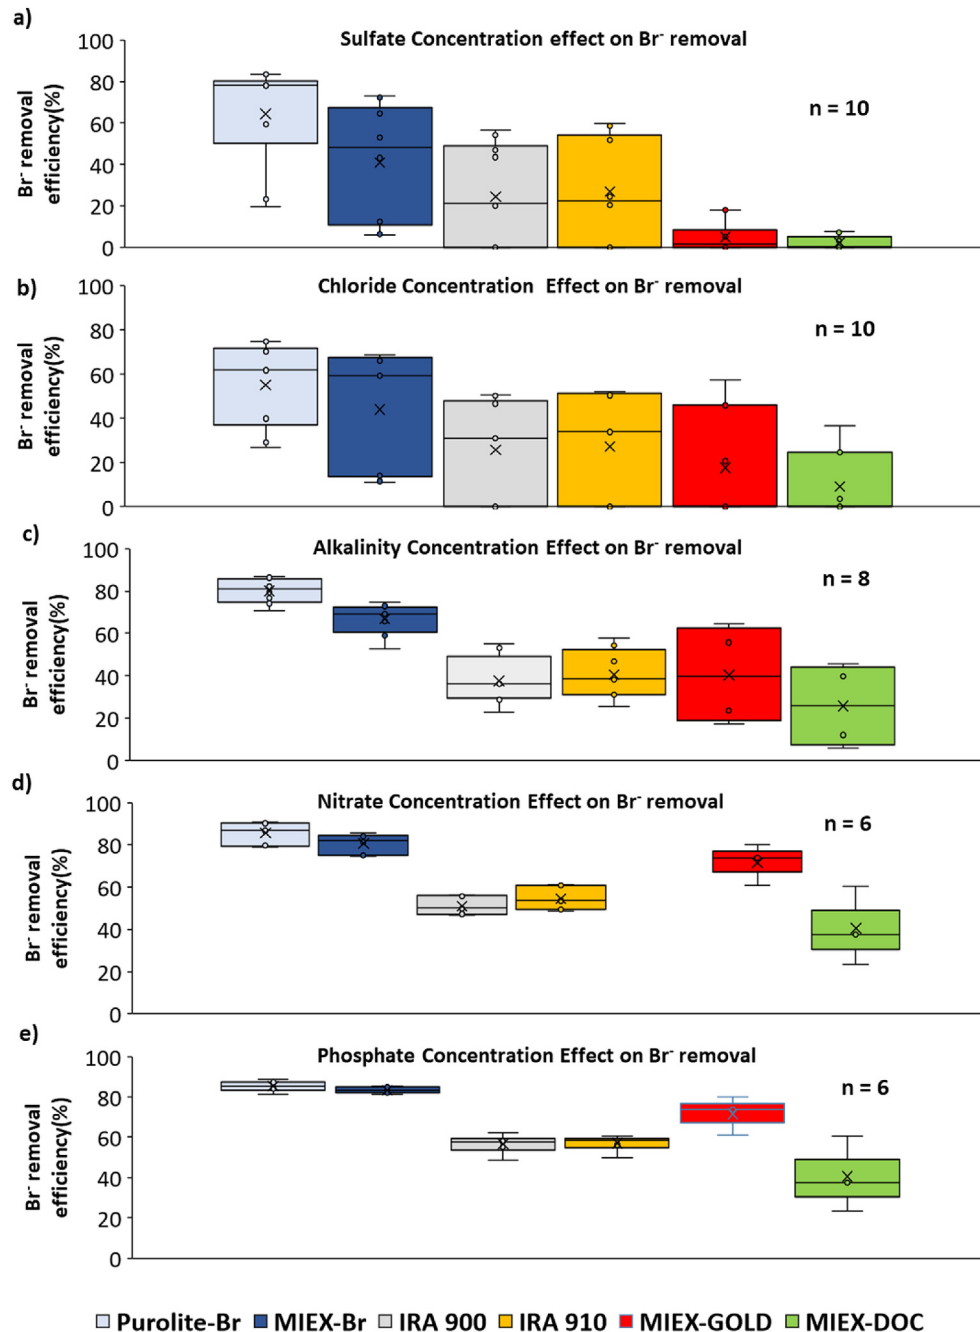 a)
Sulfate Concentration effect on Br⁻ removal
Br⁻ removal
efficiency(%)
100
80
60
40
20
0
n = 10
b)
Chloride Concentration Effect on Br⁻ removal
Br⁻ removal
efficiency(%)
100
80
60
40
20
0
n = 10
c)
Alkalinity Concentration Effect on Br⁻ removal
Br⁻ removal
efficiency(%)
100
80
60
40
20
0
n = 8
d)
Nitrate Concentration Effect on Br⁻ removal
Br⁻ removal
efficiency(%)
100
80
60
40
20
0
n = 6
e)
Phosphate Concentration Effect on Br⁻ removal
Br⁻ removal
efficiency(%)
100
80
60
40
20
0
n = 6
Purolite-Br MIEX-Br IRA 900 IRA 910 MIEX-GOLD MIEX-DOC